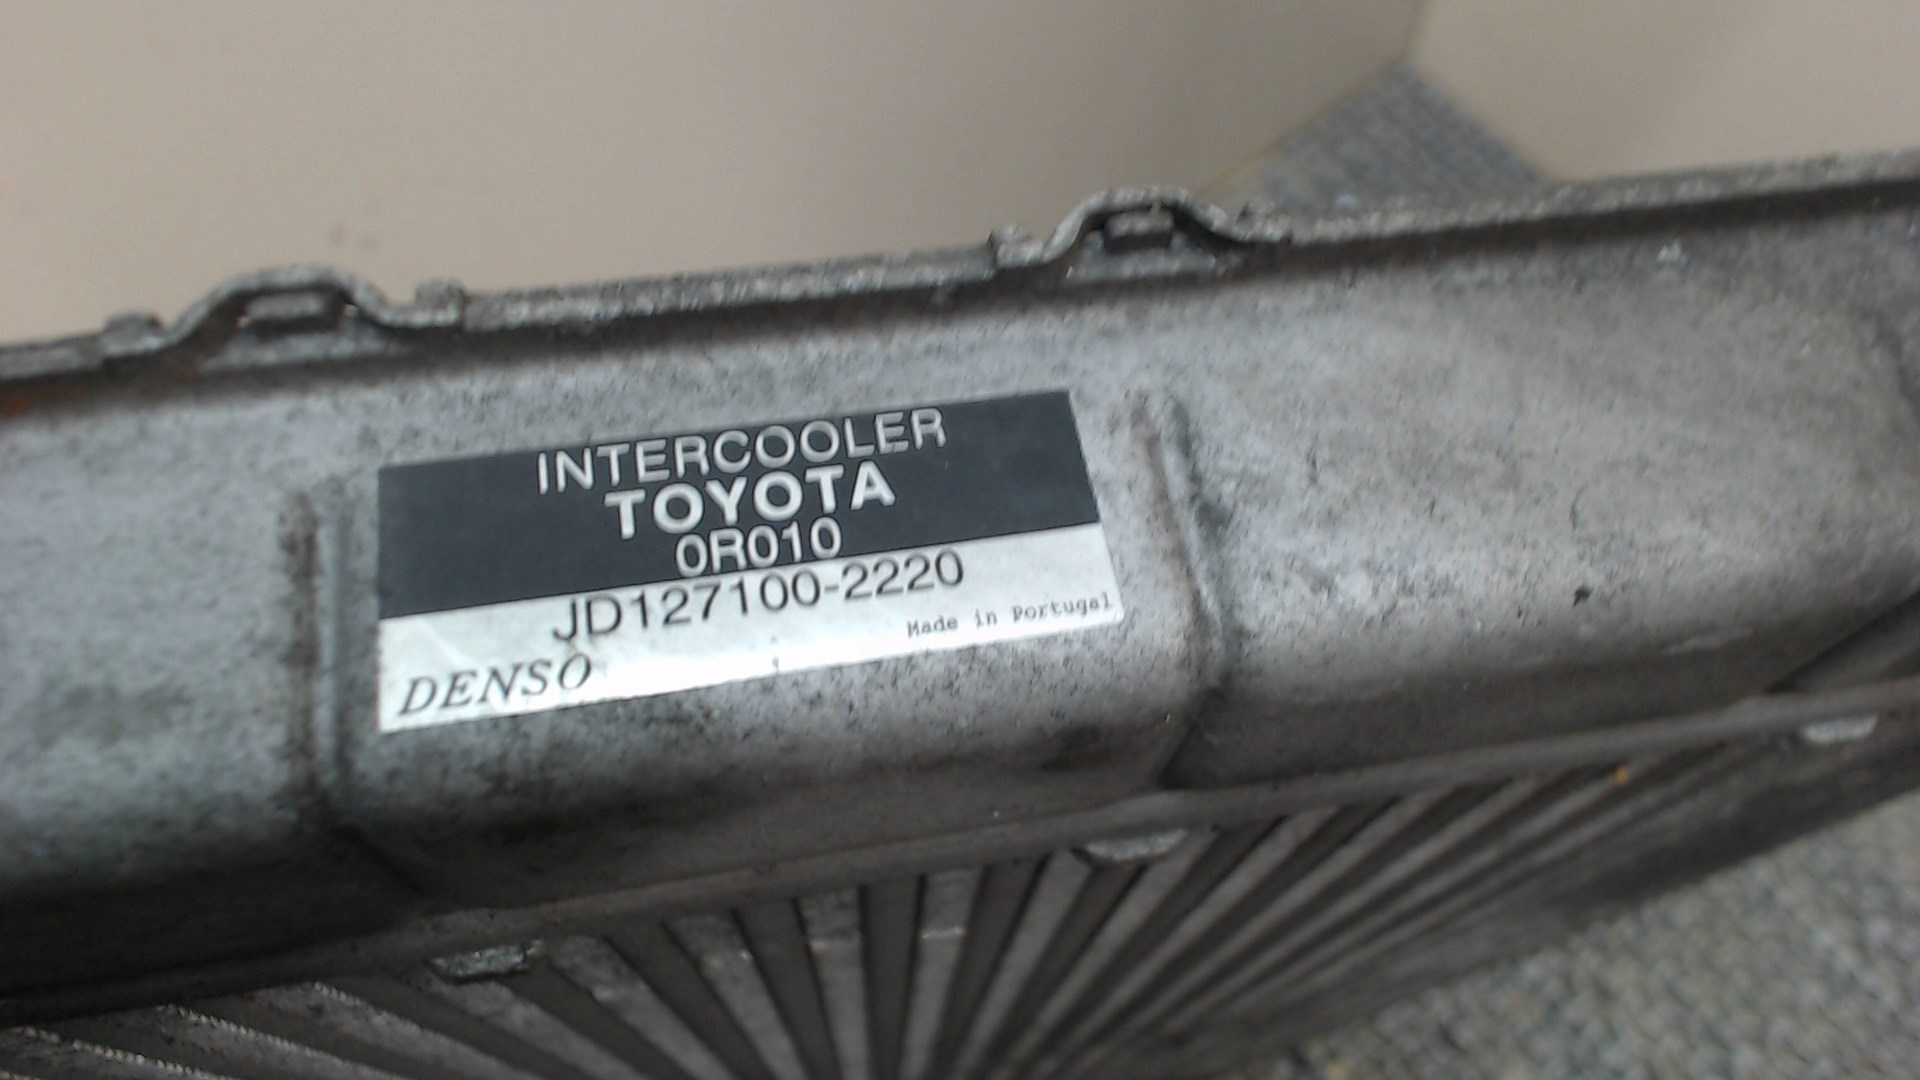 INTERCOOLER
TOYOTA
0R010
JD127100-2220
Made in Portugal
DENSO